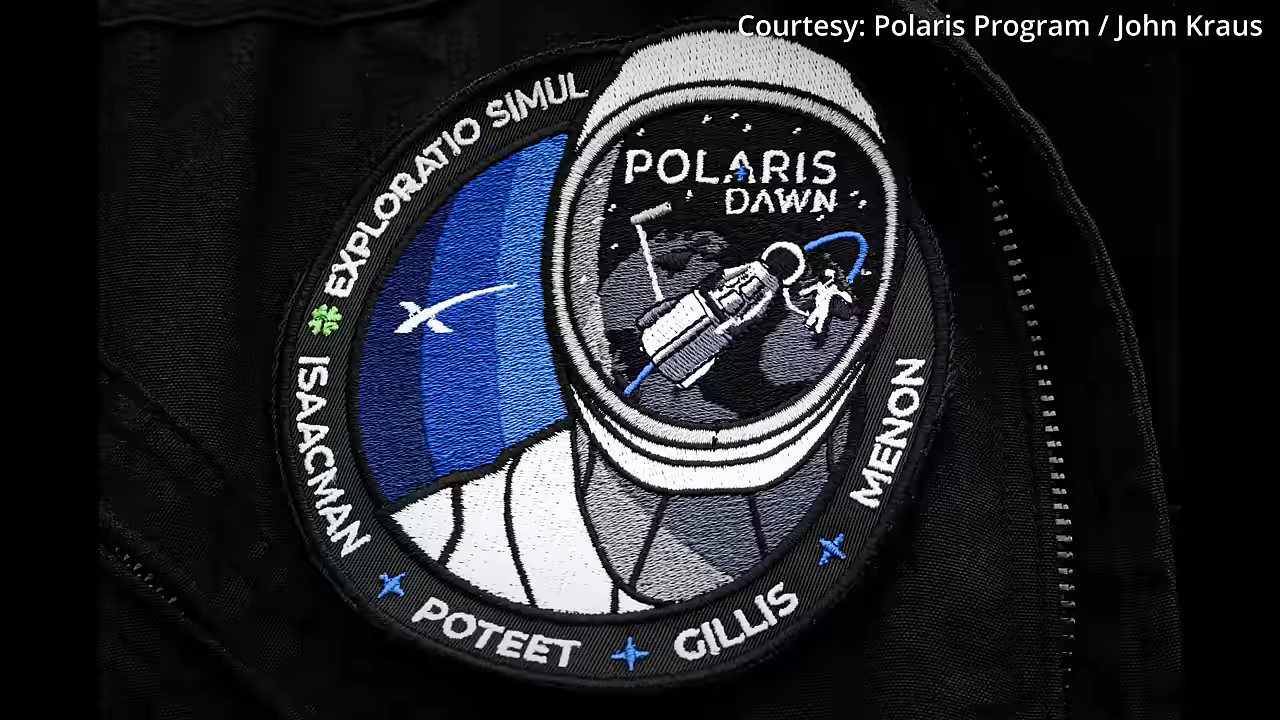 Courtesy: Polaris Program / John Kraus
EXPLORATIO SIMUL
POLARIS
DAWN
ISAACMAN
POTEET
GILLIS
MENON